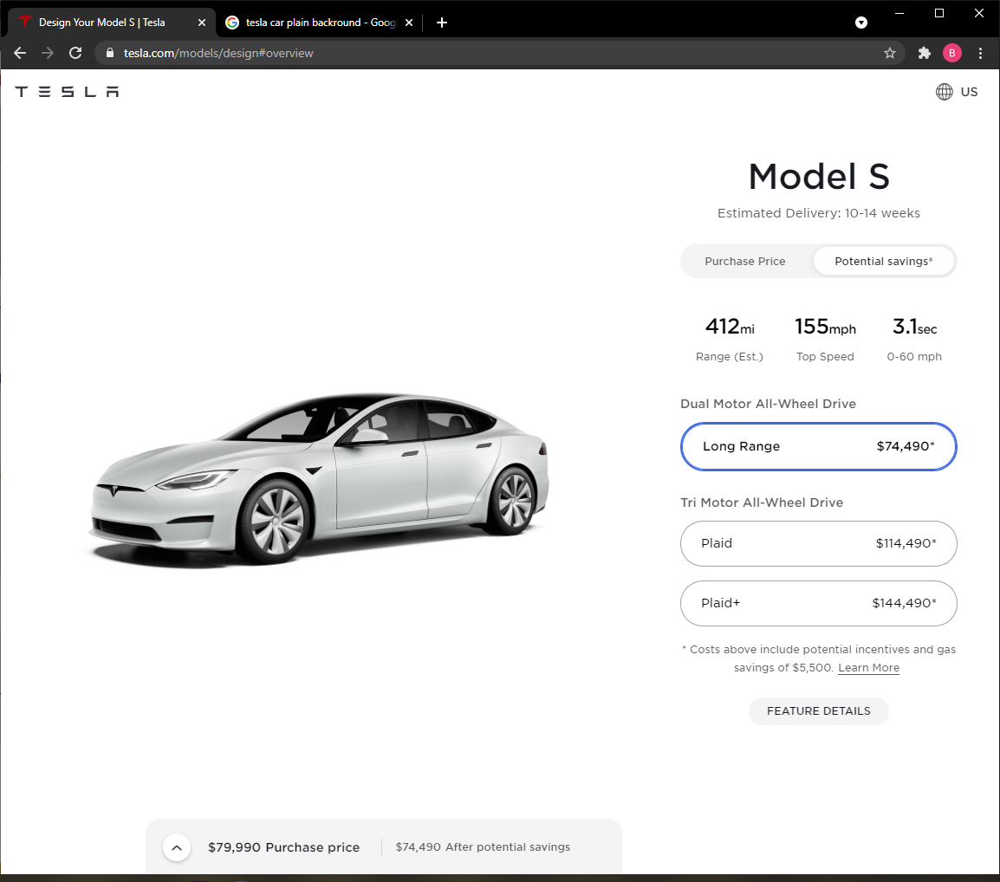 Design Your Model S | Tesla
tesla car plain backround - Goog
tesla.com/models/design#overview
B
TESLA
US
Model S
Estimated Delivery: 10-14 weeks
Purchase Price Potential savings*
412mi 155mph 3.1sec
Range (Est.) Top Speed 0-60 mph
Dual Motor All-Wheel Drive
Long Range $74,490*
Tri Motor All-Wheel Drive
Plaid $114,490*
Plaid+ $144,490*
* Costs above include potential incentives and gas
savings of $5,500. Learn More
FEATURE DETAILS
$79,990 Purchase price $74,490 After potential savings